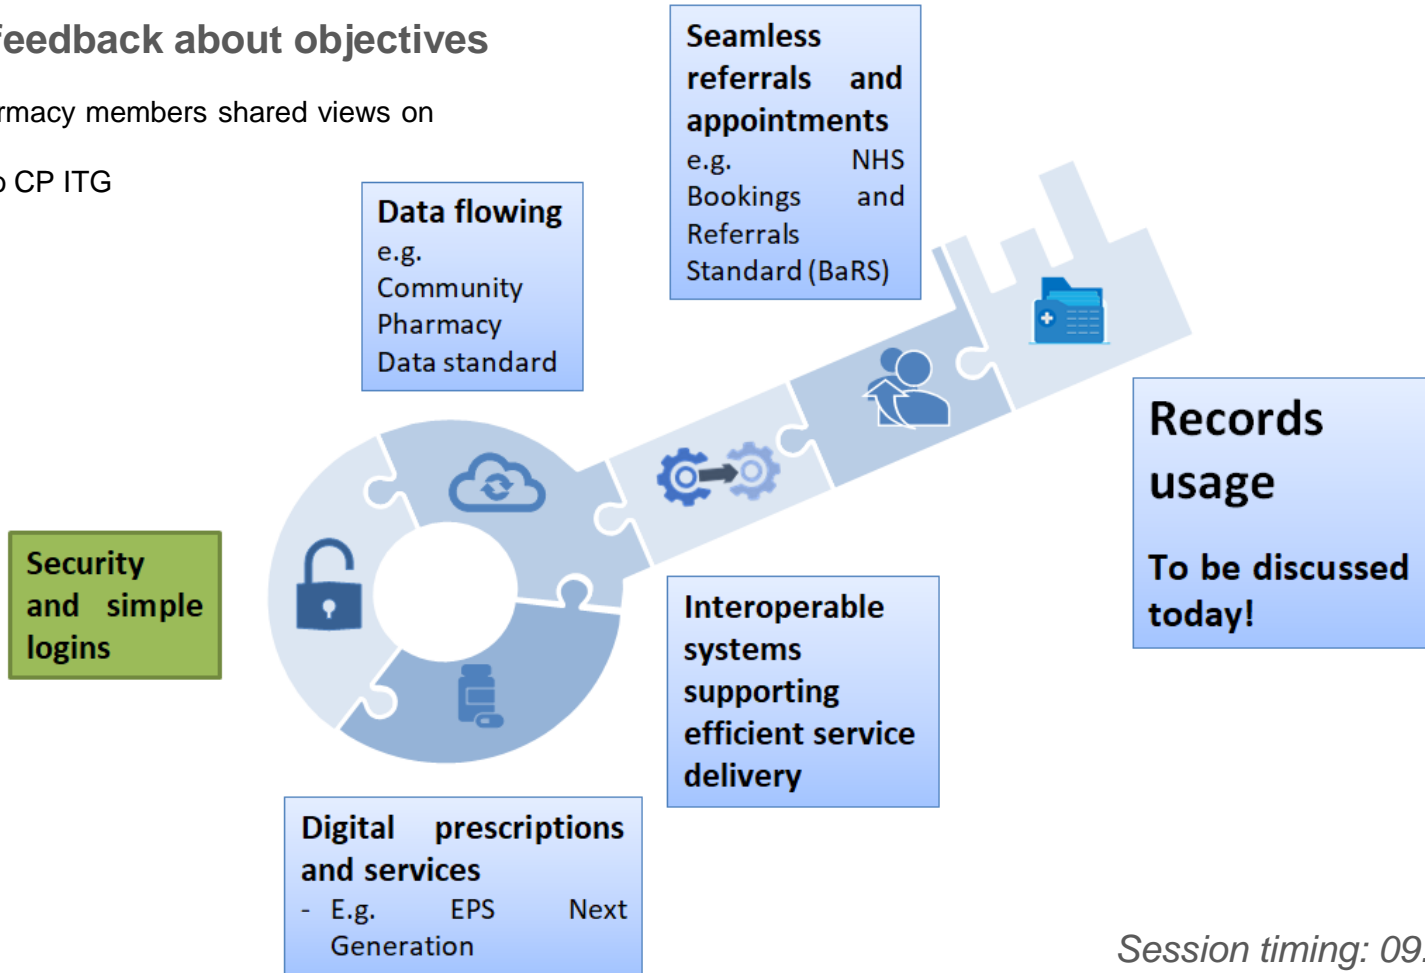 feedback about objectives
members shared views on
CP ITG
Seamless
referrals and
appointments
e.g. NHS
Bookings and
Referrals
Standard (BaRS)
Data flowing
e.g.
Community
Pharmacy
Data standard
Records
usage
To be discussed
today!
Security
and simple
logins
Interoperable
systems
supporting
efficient service
delivery
Digital prescriptions
and services
- E.g. EPS Next
Generation
Session timing: 09